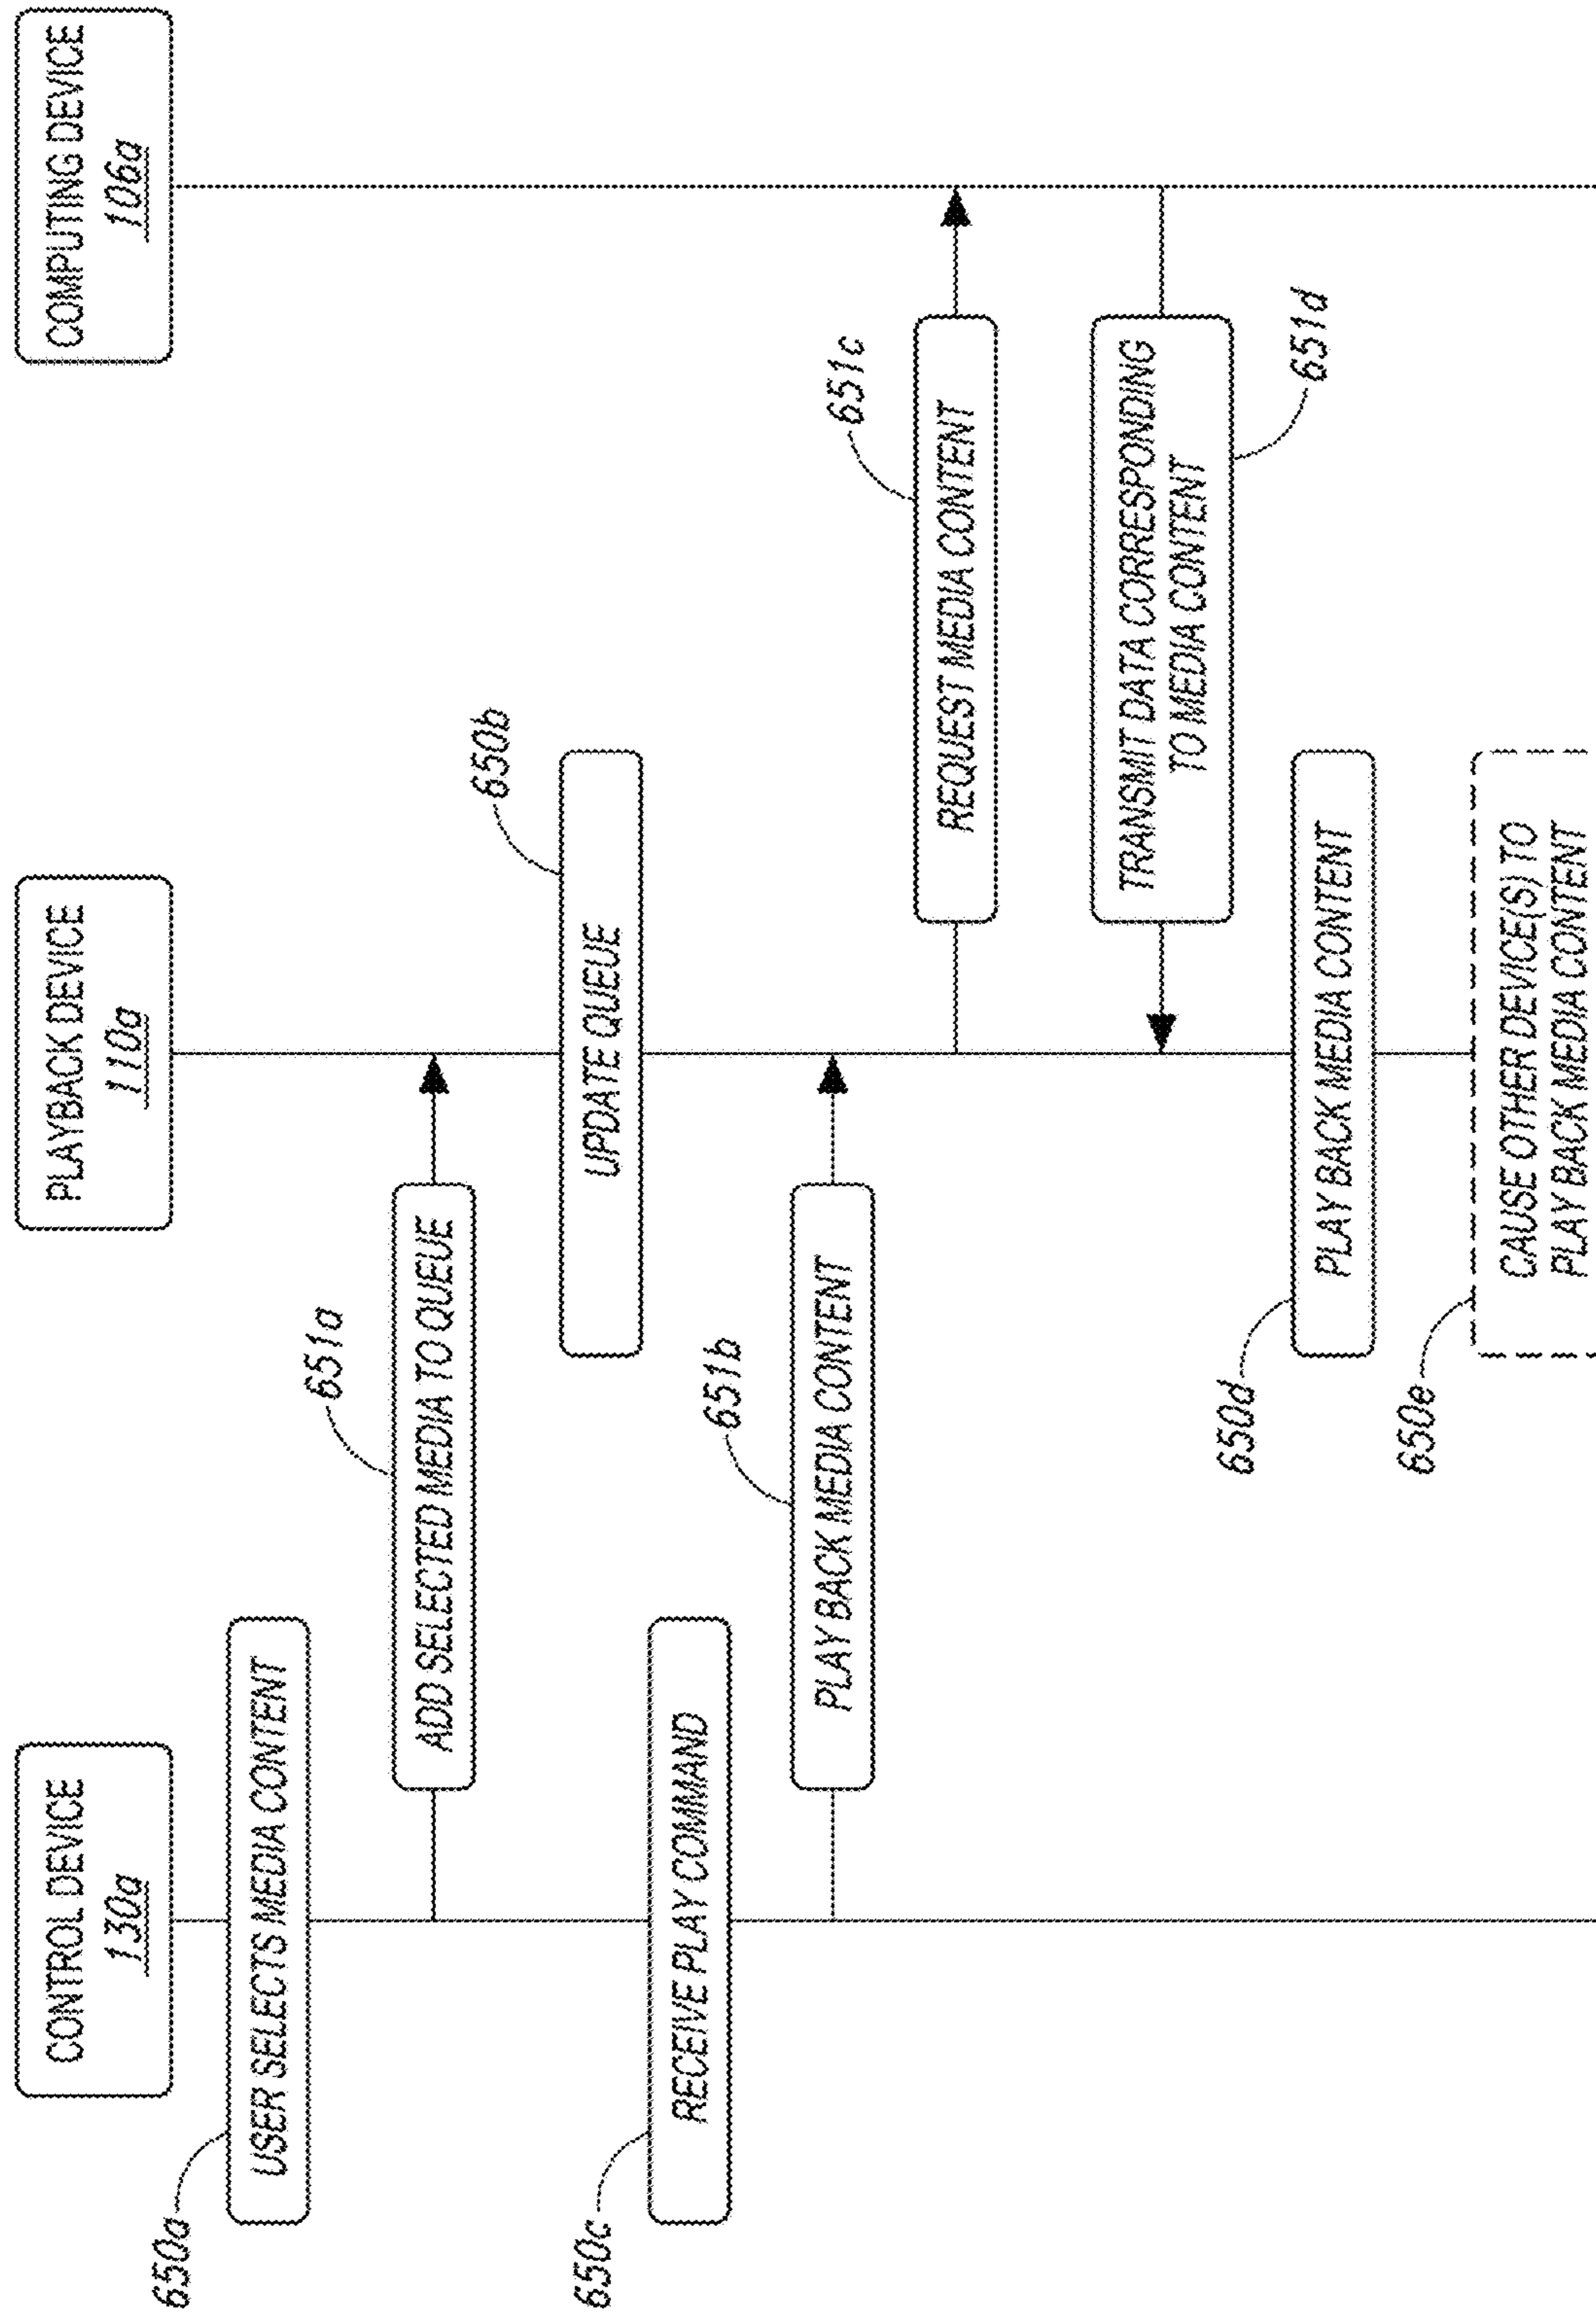 CONTROL DEVICE
130a
PLAYBACK DEVICE
110a
COMPUTING DEVICE
106a
650a
USER SELECTS MEDIA CONTENT
651a
ADD SELECTED MEDIA TO QUEUE
650b
UPDATE QUEUE
650c
RECEIVE PLAY COMMAND
651b
PLAY BACK MEDIA CONTENT
651c
REQUEST MEDIA CONTENT
TRANSMIT DATA CORRESPONDING
TO MEDIA CONTENT
651d
650d
PLAY BACK MEDIA CONTENT
650e
CAUSE OTHER DEVICE(S) TO
PLAY BACK MEDIA CONTENT